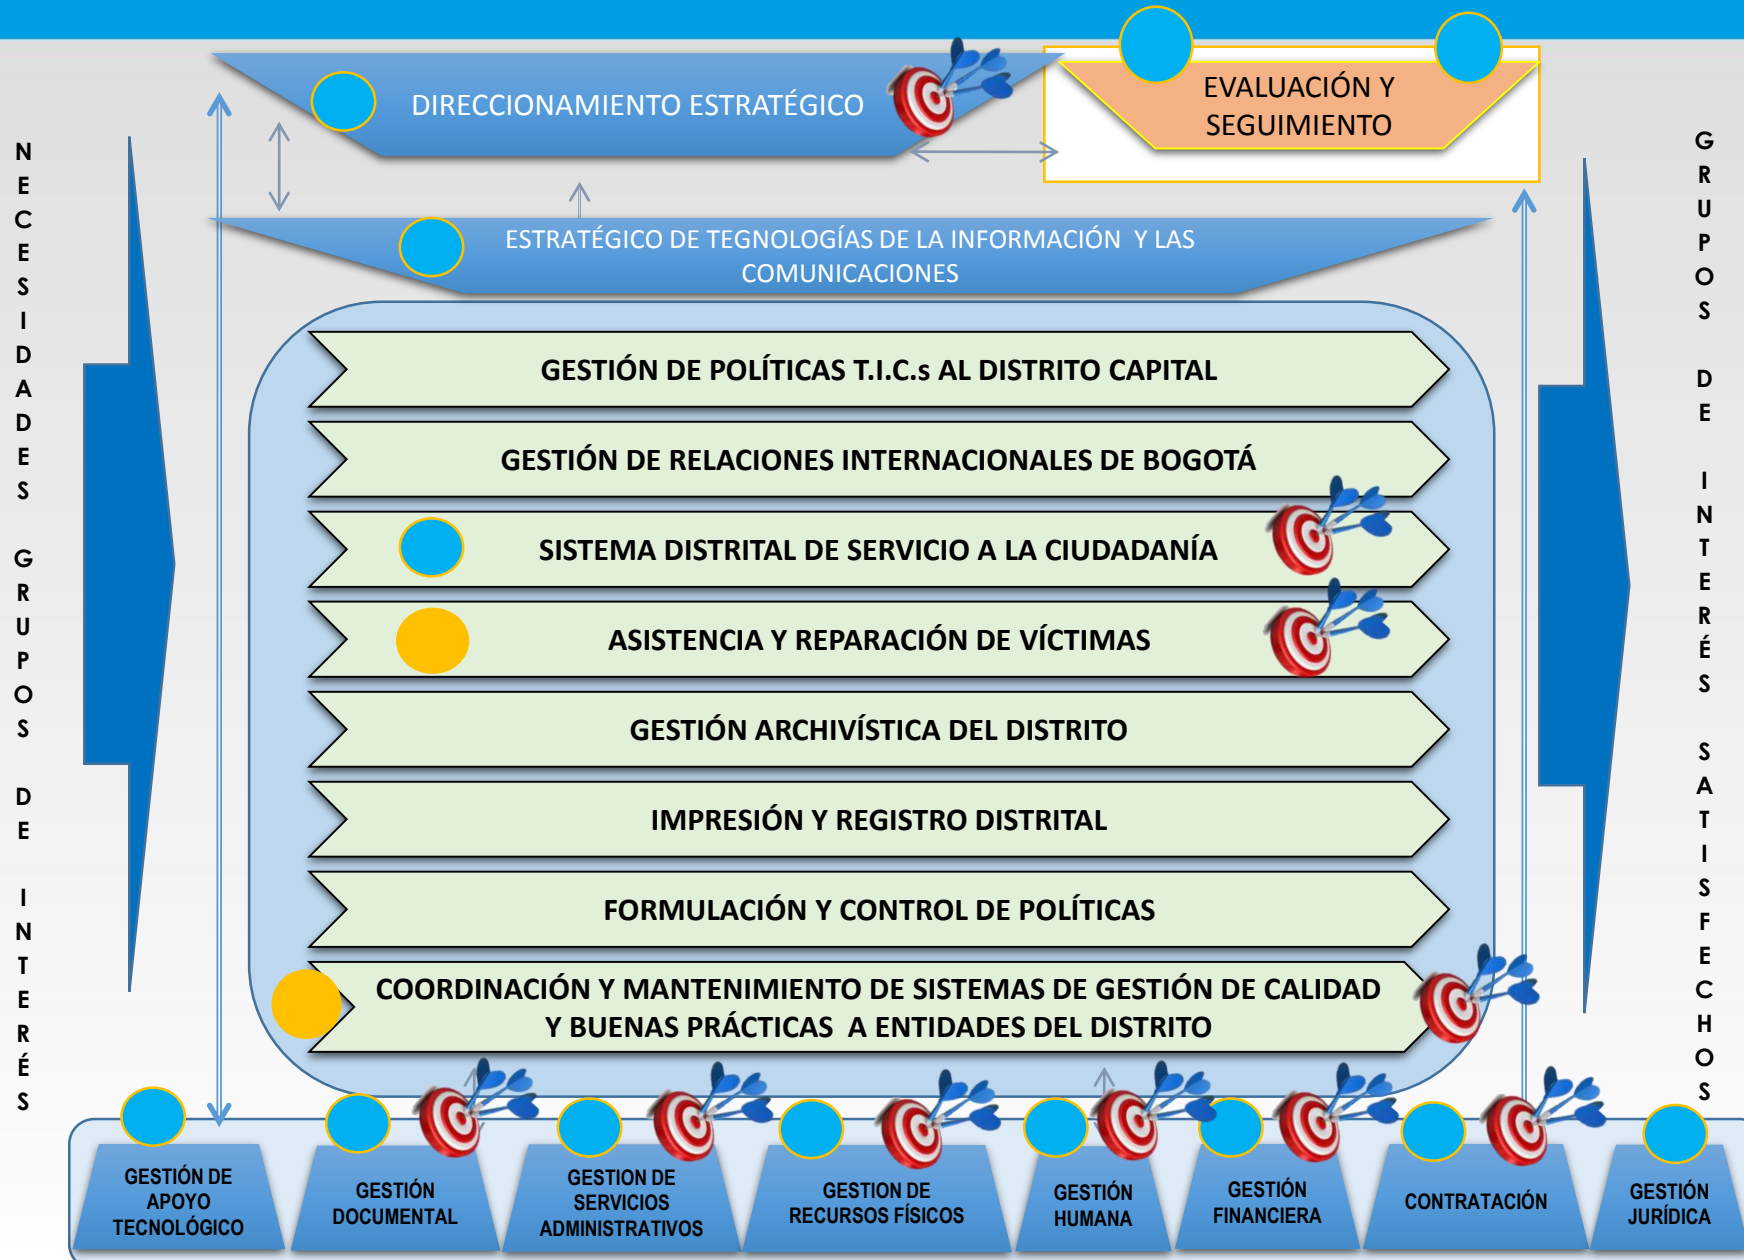 DIRECCIONAMIENTO ESTRATÉGICO
EVALUACIÓN Y
SEGUIMIENTO
ESTRATÉGICO DE TEGNOLOGÍAS DE LA INFORMACIÓN Y LAS
COMUNICACIONES
NECESIDADES GRUPOS DE INTERÉS
GESTIÓN DE POLÍTICAS T.I.C.s AL DISTRITO CAPITAL
GESTIÓN DE RELACIONES INTERNACIONALES DE BOGOTÁ
SISTEMA DISTRITAL DE SERVICIO A LA CIUDADANÍA
ASISTENCIA Y REPARACIÓN DE VÍCTIMAS
GESTIÓN ARCHIVÍSTICA DEL DISTRITO
IMPRESIÓN Y REGISTRO DISTRITAL
FORMULACIÓN Y CONTROL DE POLÍTICAS
COORDINACIÓN Y MANTENIMIENTO DE SISTEMAS DE GESTIÓN DE CALIDAD
Y BUENAS PRÁCTICAS A ENTIDADES DEL DISTRITO
GRUPOS DE INTERÉS SATISFECHOS
GESTIÓN DE
APOYO
TECNOLÓGICO
GESTIÓN
DOCUMENTAL
GESTION DE
SERVICIOS
ADMINISTRATIVOS
GESTION DE
RECURSOS FÍSICOS
GESTIÓN
HUMANA
GESTIÓN
FINANCIERA
CONTRATACIÓN
GESTIÓN
JURÍDICA